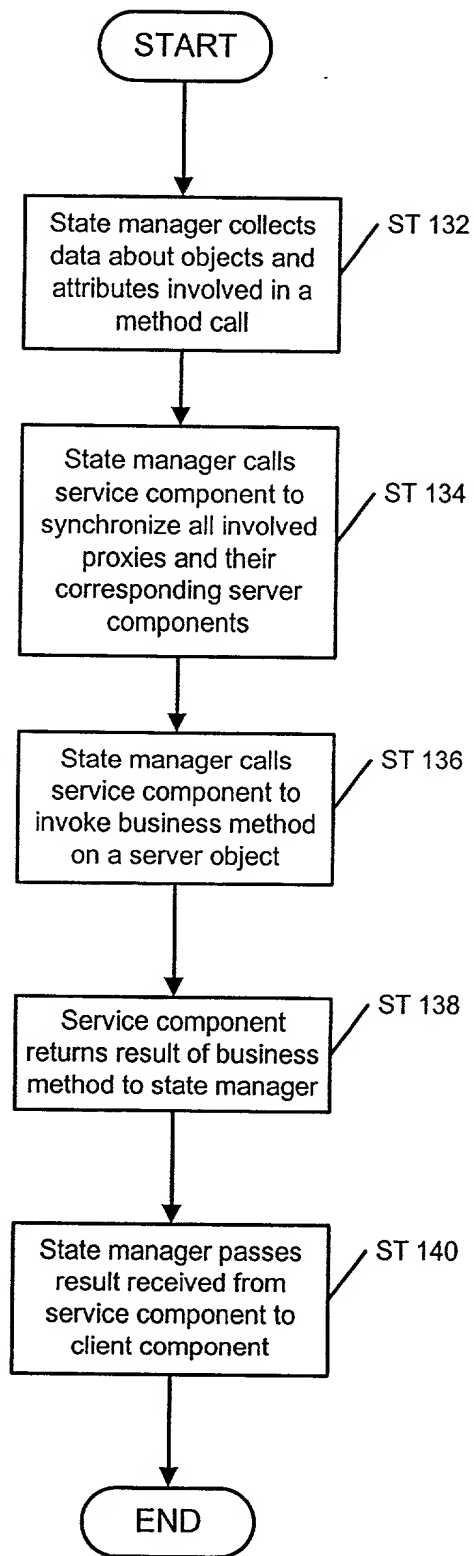 START
State manager collects
data about objects and
attributes involved in a
method call
ST 132
State manager calls
service component to
synchronize all involved
proxies and their
corresponding server
components
ST 134
State manager calls
service component to
invoke business method
on a server object
ST 136
Service component
returns result of business
method to state manager
ST 138
State manager passes
result received from
service component to
client component
ST 140
END